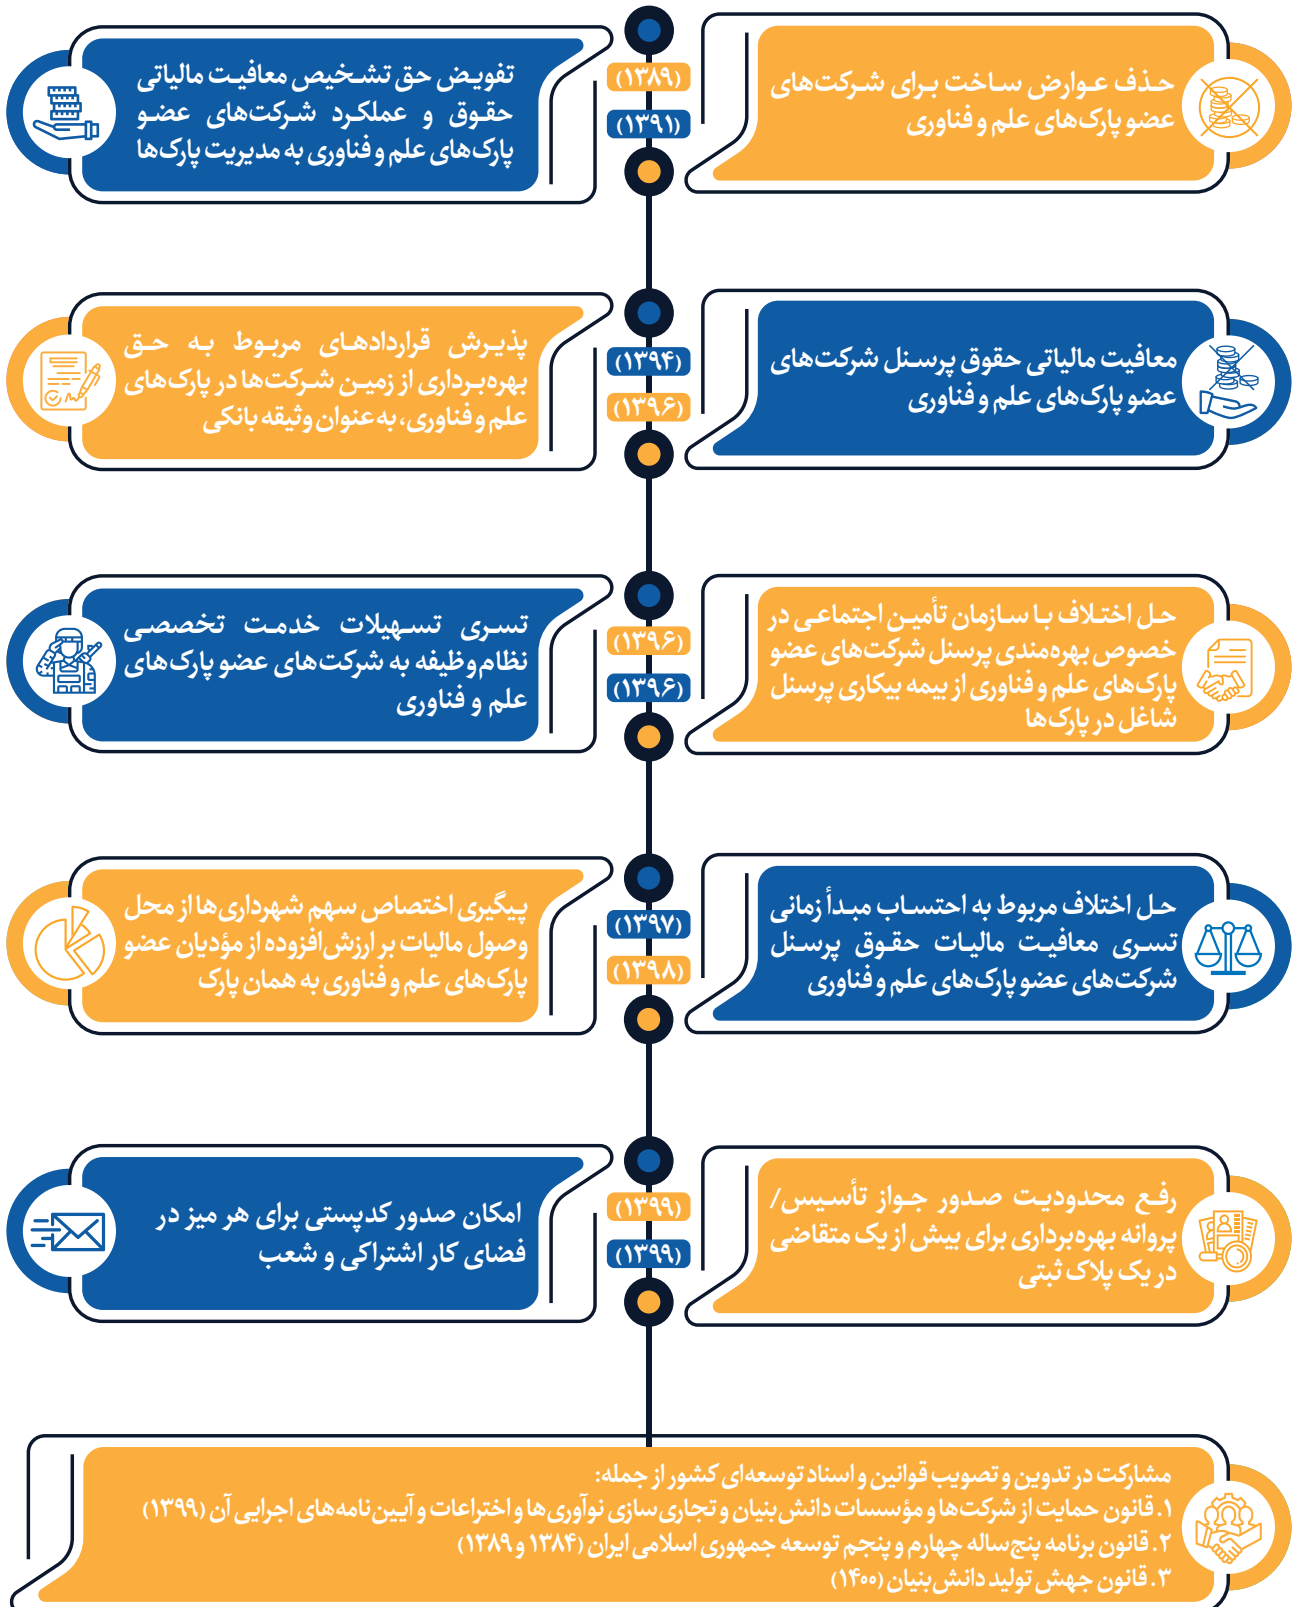 حذف عوارض ساخت برای شرکت‌های
عضو پارک‌های علم و فناوری
(۱۳۸۹)
(۱۳۹۱)
تفویض حق تشخیص معافیت مالیاتی
حقوق و عملکرد شرکت‌های عضو
پارک‌های علم و فناوری به مدیریت پارک‌ها
معافیت مالیاتی حقوق پرسنل شرکت‌های
عضو پارک‌های علم و فناوری
(۱۳۹۴)
(۱۳۹۶)
پذیرش قراردادهای مربوط به حق
بهره‌برداری از زمین شرکت‌ها در پارک‌های
علم و فناوری، به عنوان وثیقه بانکی
حل اختلاف با سازمان تأمین اجتماعی در
خصوص بهره‌مندی پرسنل شرکت‌های عضو
پارک‌های علم و فناوری از بیمه بیکاری پرسنل
شاغل در پارک‌ها
(۱۳۹۶)
(۱۳۹۶)
تسری تسهیلات خدمت تخصصی
نظام‌وظیفه به شرکت‌های عضو پارک‌های
علم و فناوری
حل اختلاف مربوط به احتساب مبدأ زمانی
تسری معافیت مالیات حقوق پرسنل
شرکت‌های عضو پارک‌های علم و فناوری
(۱۳۹۷)
(۱۳۹۸)
پیگیری اختصاص سهم شهرداری‌ها از محل
وصول مالیات بر ارزش‌افزوده از مؤدیان عضو
پارک‌های علم و فناوری به همان پارک
رفع محدودیت صدور جواز تأسیس/
پروانه بهره‌برداری برای بیش از یک متقاضی
در یک پلاک ثبتی
(۱۳۹۹)
(۱۳۹۹)
امکان صدور کدپستی برای هر میز در
فضای کار اشتراکی و شعب
مشارکت در تدوین و تصویب قوانین و اسناد توسعه‌ای کشور از جمله:
۱. قانون حمایت از شرکت‌ها و مؤسسات دانش‌بنیان و تجاری‌سازی نوآوری‌ها و اختراعات و آیین‌نامه‌های اجرایی آن (۱۳۹۹)
۲. قانون برنامه پنج‌ساله چهارم و پنجم توسعه جمهوری اسلامی ایران (۱۳۸۴ و ۱۳۸۹)
۳. قانون جهش تولید دانش‌بنیان (۱۴۰۰)